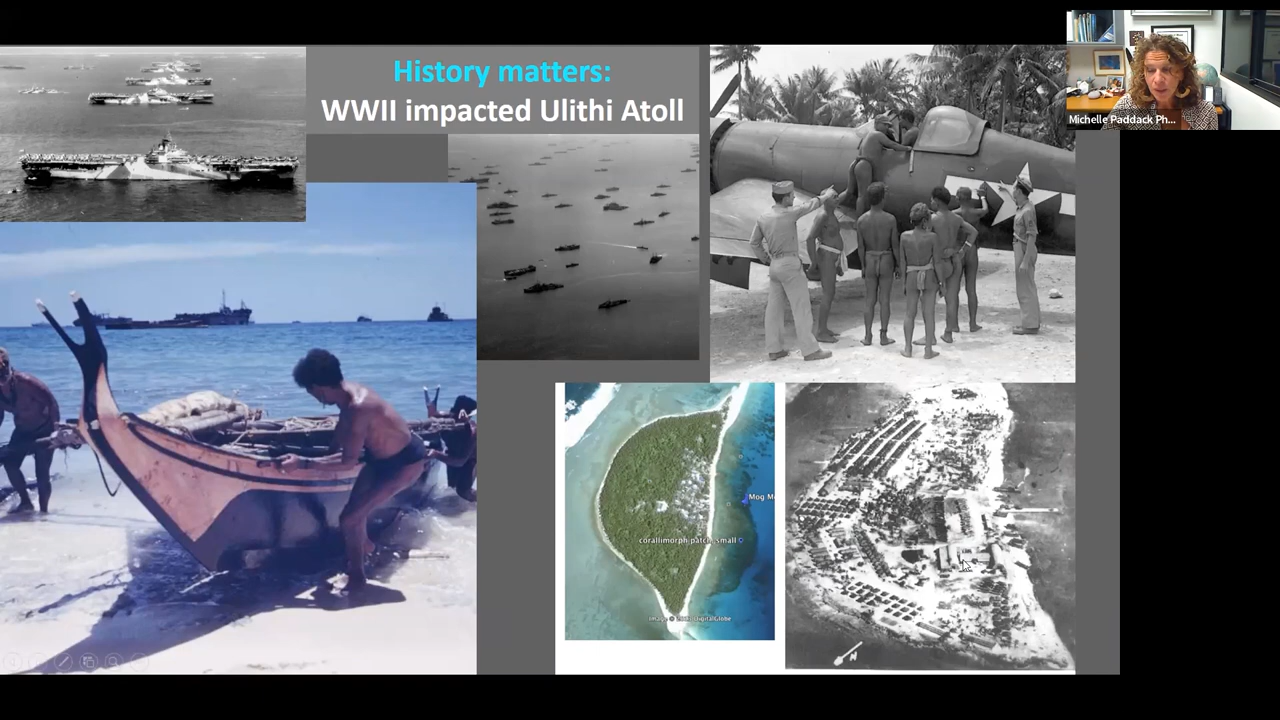 History matters:
WWII impacted Ulithi Atoll
Michelle Paddack Ph...
Mog M
corallimorph patch, small
N